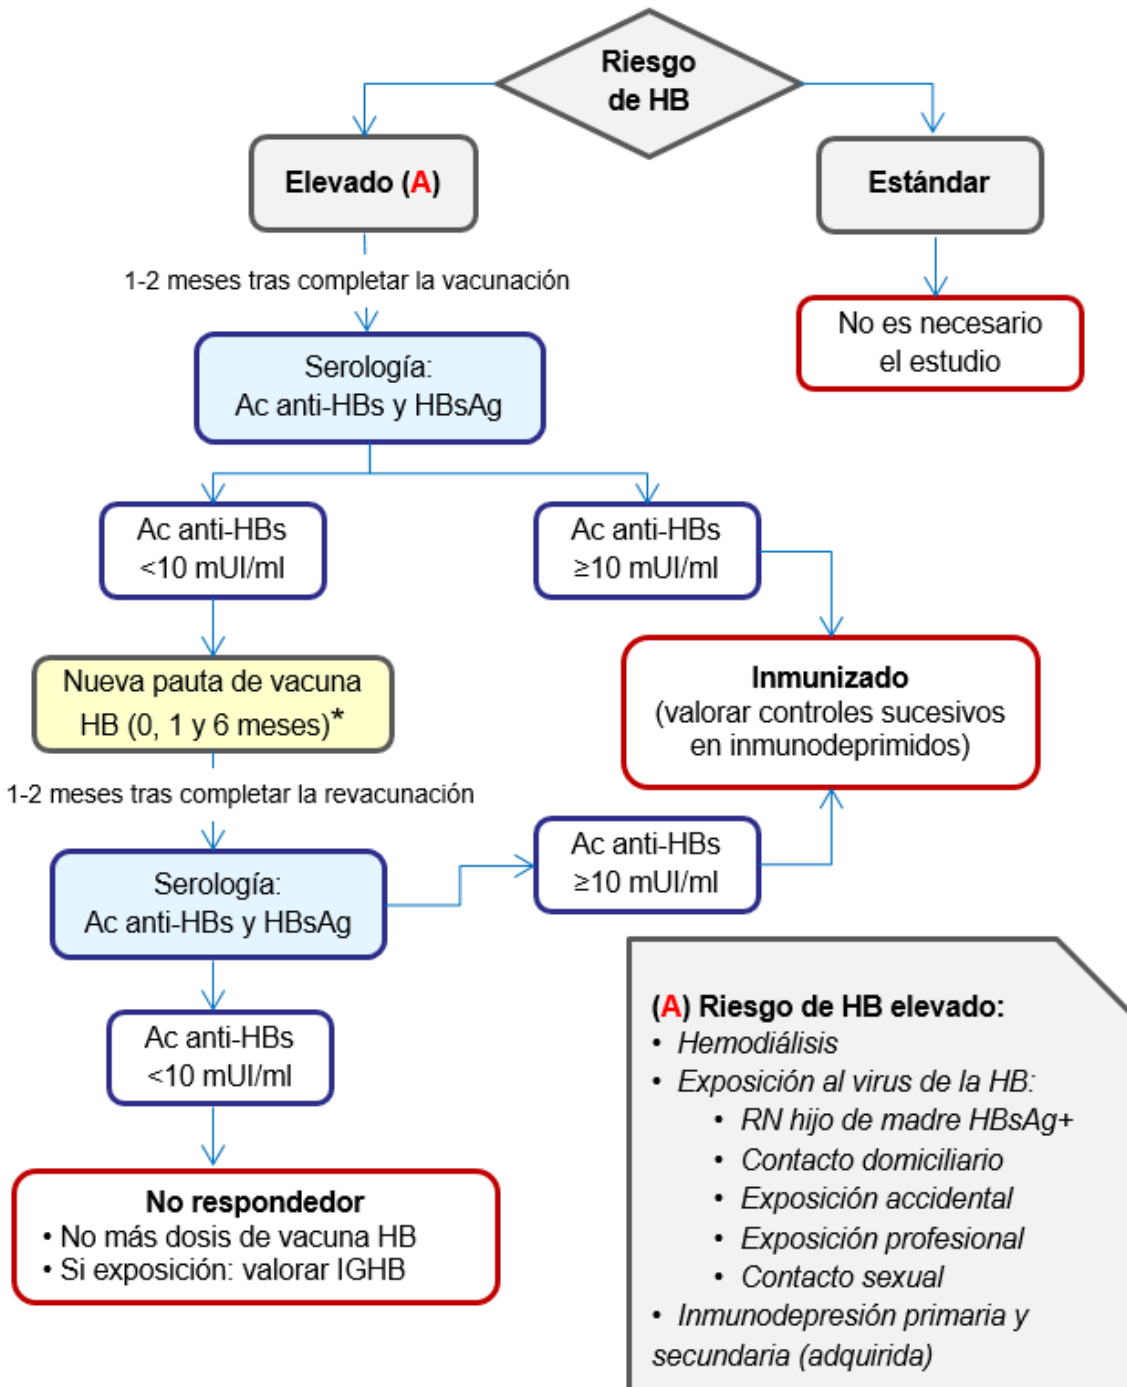 Riesgo
de HB
Elevado (A)
Estándar
1-2 meses tras completar la vacunación
No es necesario
el estudio
Serología:
Ac anti-HBs y HBsAg
Ac anti-HBs
<10 mUI/ml
Ac anti-HBs
≥10 mUI/ml
Nueva pauta de vacuna
HB (0, 1 y 6 meses)*
Inmunizado
(valorar controles sucesivos
en inmunodeprimidos)
1-2 meses tras completar la revacunación
Serología:
Ac anti-HBs y HBsAg
Ac anti-HBs
≥10 mUI/ml
Ac anti-HBs
<10 mUI/ml
No respondedor
• No más dosis de vacuna HB
• Si exposición: valorar IGHB
(A) Riesgo de HB elevado:
• Hemodiálisis
• Exposición al virus de la HB:
• RN hijo de madre HBsAg+
• Contacto domiciliario
• Exposición accidental
• Exposición profesional
• Contacto sexual
• Inmunodepresión primaria y
secundaria (adquirida)